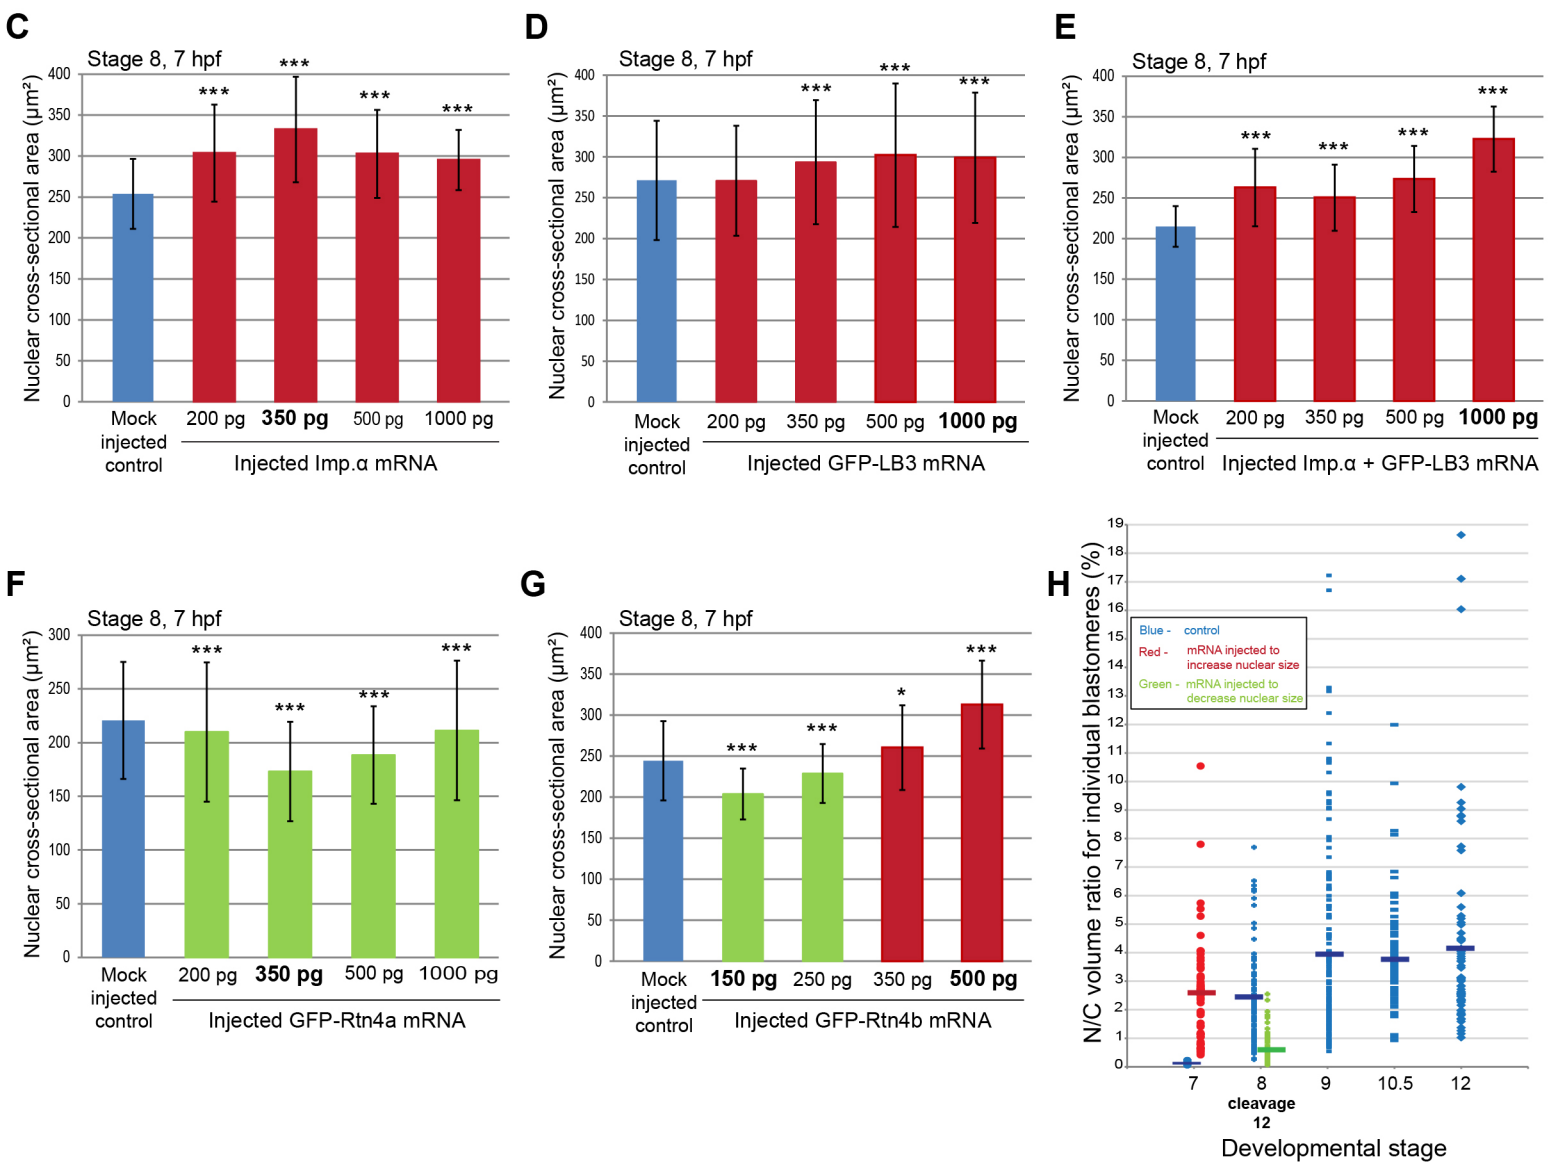 C
Stage 8, 7 hpf
Nuclear cross-sectional area (µm²)
400
350
300
250
200
150
100
50
0
***
***
***
***
Mock injected control
200 pg
350 pg
500 pg
1000 pg
Injected Imp.α mRNA
D
Stage 8, 7 hpf
Nuclear cross-sectional area (µm²)
400
350
300
250
200
150
100
50
0
***
***
***
Mock injected control
200 pg
350 pg
500 pg
1000 pg
Injected GFP-LB3 mRNA
E
Stage 8, 7 hpf
Nuclear cross-sectional area (µm²)
400
350
300
250
200
150
100
50
0
***
***
***
***
Mock injected control
200 pg
350 pg
500 pg
1000 pg
Injected Imp.α + GFP-LB3 mRNA
F
Stage 8, 7 hpf
Nuclear cross-sectional area (µm²)
300
250
200
150
100
50
0
***
***
***
***
Mock injected control
200 pg
350 pg
500 pg
1000 pg
Injected GFP-Rtn4a mRNA
G
Stage 8, 7 hpf
Nuclear cross-sectional area (µm²)
400
350
300
250
200
150
100
50
0
***
***
*
***
Mock injected control
150 pg
250 pg
350 pg
500 pg
Injected GFP-Rtn4b mRNA
H
N/C volume ratio for individual blastomeres (%)
19
18
17
16
15
14
13
12
11
10
9
8
7
6
5
4
3
2
1
0
Blue - control
Red - mRNA injected to
increase nuclear size
Green - mRNA injected to
decrease nuclear size
7
8
9
10.5
12
cleavage
12
Developmental stage